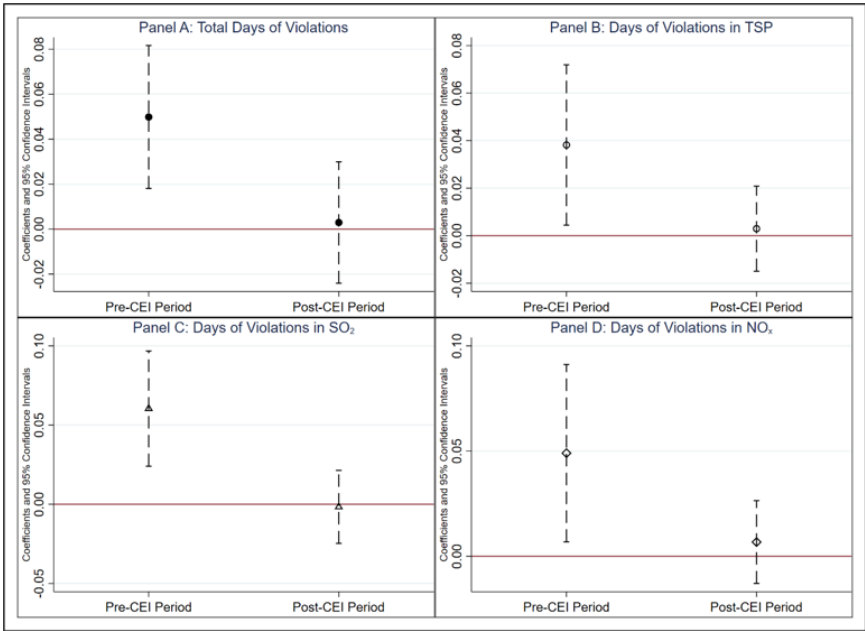 Panel A: Total Days of Violations
Coefficients and 95% Confidence Intervals
0.08
0.06
0.04
0.02
0.00
-0.02
Pre-CEI Period
Post-CEI Period
Panel B: Days of Violations in TSP
Coefficients and 95% Confidence Intervals
0.08
0.06
0.04
0.02
0.00
-0.02
Pre-CEI Period
Post-CEI Period
Panel C: Days of Violations in SO₂
Coefficients and 95% Confidence Intervals
0.10
0.05
0.00
-0.05
Pre-CEI Period
Post-CEI Period
Panel D: Days of Violations in NOₓ
Coefficients and 95% Confidence Intervals
0.10
0.05
0.00
Pre-CEI Period
Post-CEI Period